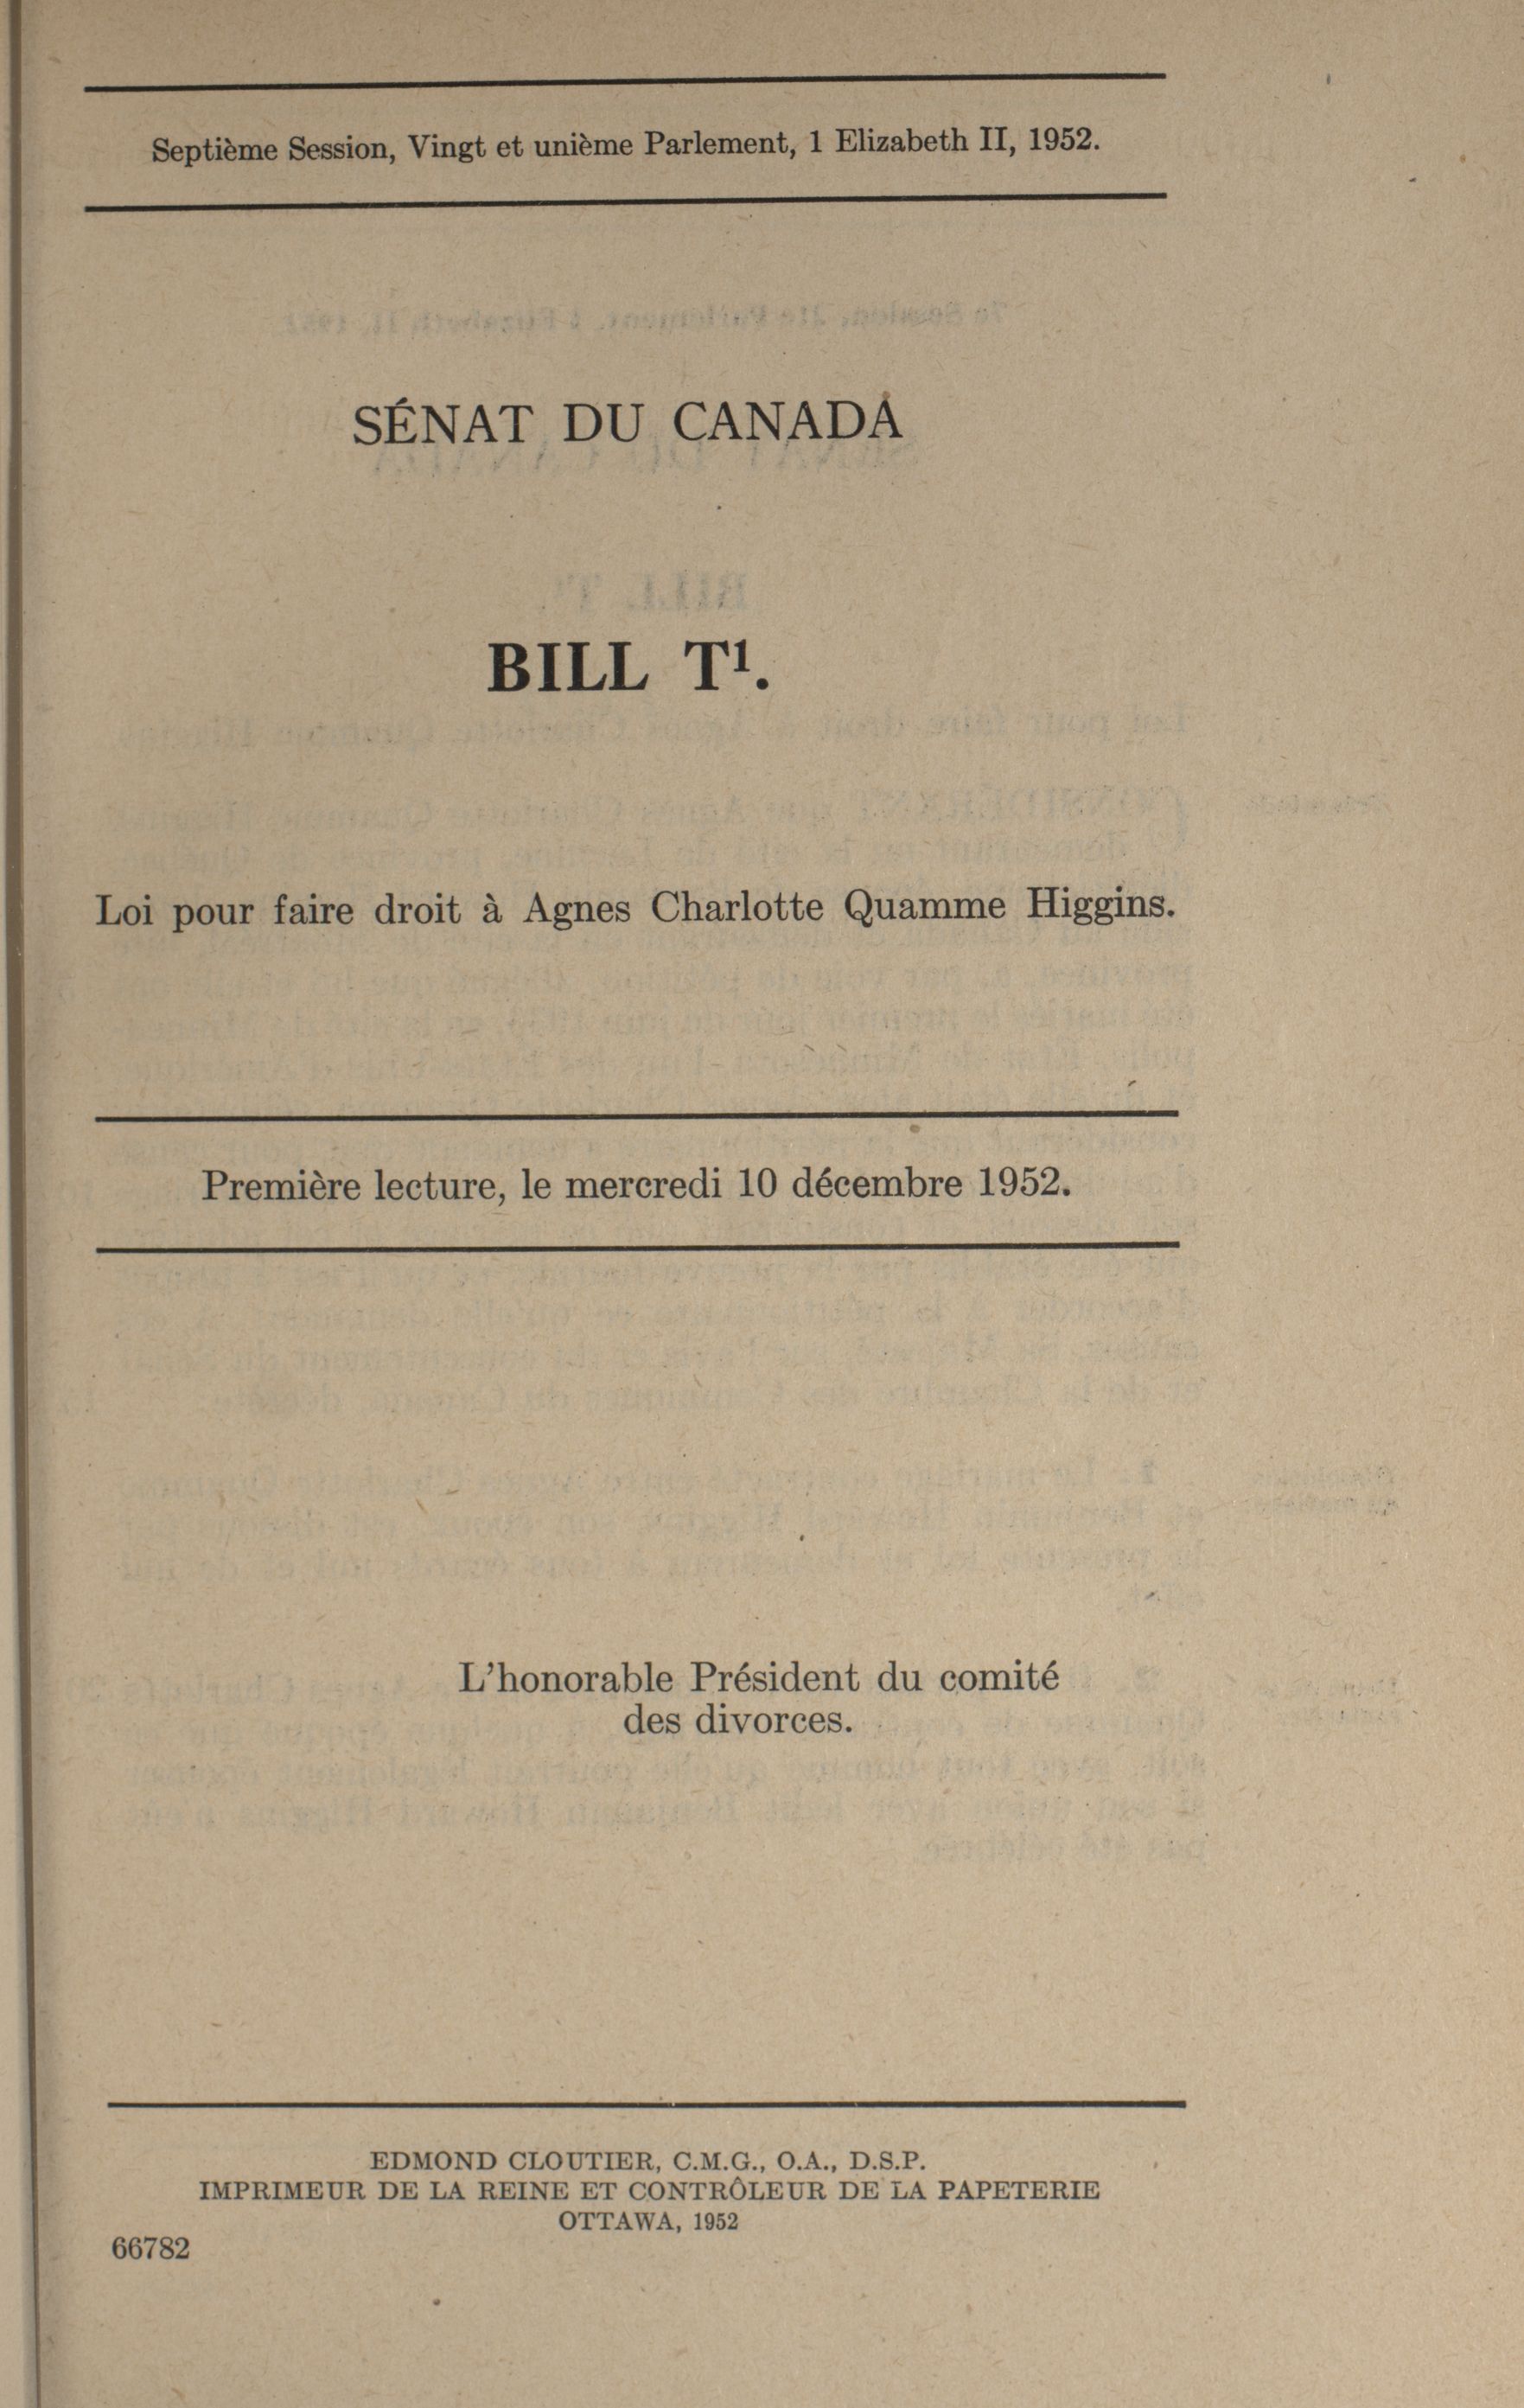 Septième Session, Vingt et unième Parlement, 1 Elizabeth II, 1952.
SÉNAT DU CANADA
BILL T¹.
Loi pour faire droit à Agnes Charlotte Quamme Higgins.
Première lecture, le mercredi 10 décembre 1952.
L'honorable Président du comité
des divorces.
EDMOND CLOUTIER, C.M.G., O.A., D.S.P.
IMPRIMEUR DE LA REINE ET CONTRÔLEUR DE LA PAPETERIE
OTTAWA, 1952
66782